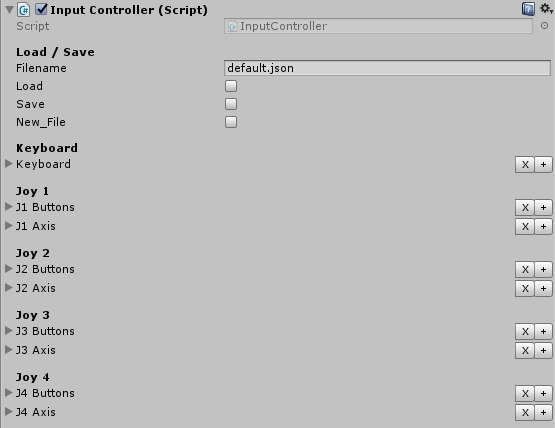 Input Controller (Script)
Script InputController
Load / Save
Filename default.json
Load
Save
New_File
Keyboard
Keyboard X +
Joy 1
J1 Buttons X +
J1 Axis X +
Joy 2
J2 Buttons X +
J2 Axis X +
Joy 3
J3 Buttons X +
J3 Axis X +
Joy 4
J4 Buttons X +
J4 Axis X +